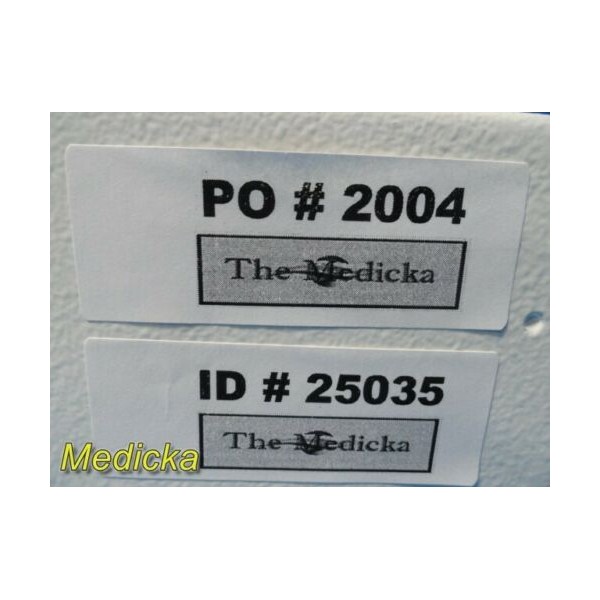 PO # 2004
The Medicka
ID # 25035
The Medicka
Medicka